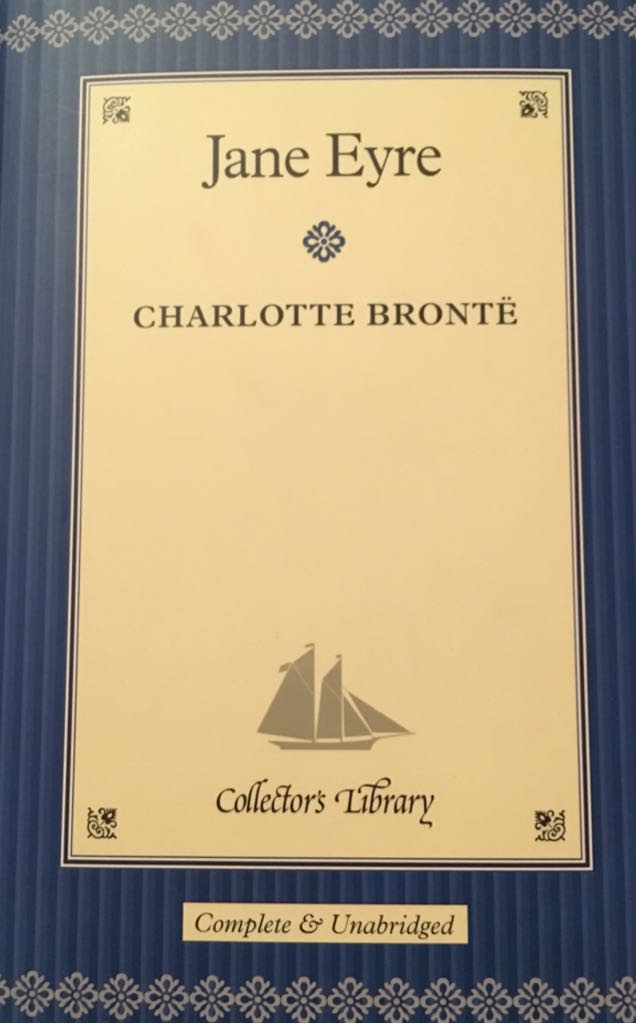 Jane Eyre
CHARLOTTE BRONTË
Collector's Library
Complete & Unabridged